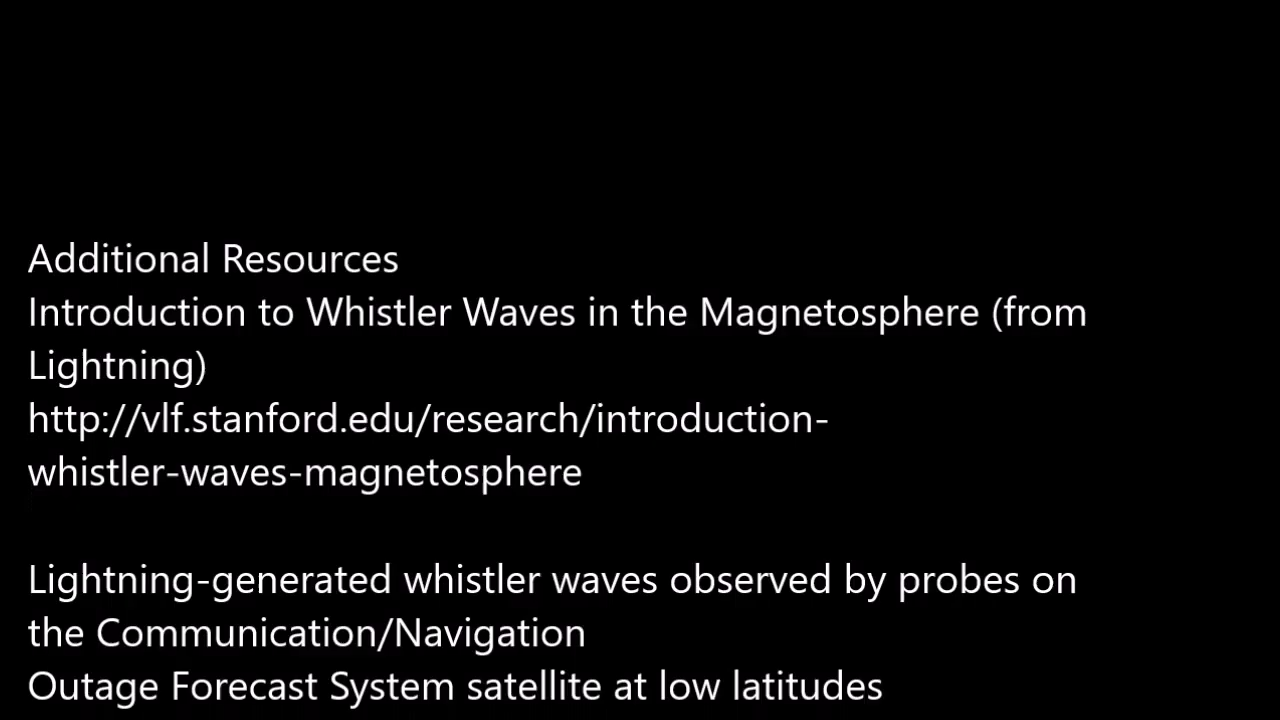 Additional Resources
Introduction to Whistler Waves in the Magnetosphere (from
Lightning)
http://vlf.stanford.edu/research/introduction-
whistler-waves-magnetosphere
Lightning-generated whistler waves observed by probes on
the Communication/Navigation
Outage Forecast System satellite at low latitudes